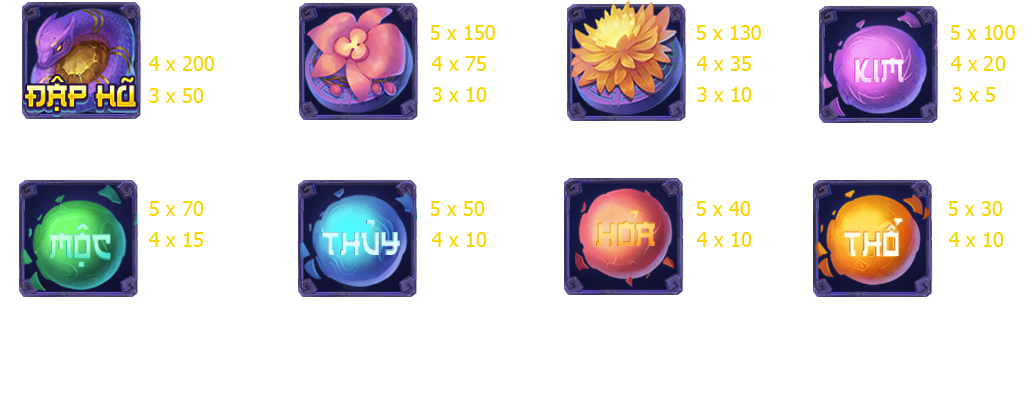 ĐẬP HŨ
4 x 200
3 x 50
5 x 150
4 x 75
3 x 10
5 x 130
4 x 35
3 x 10
KIM
5 x 100
4 x 20
3 x 5
MỘC
5 x 70
4 x 15
THỦY
5 x 50
4 x 10
HỎA
5 x 40
4 x 10
THỔ
5 x 30
4 x 10